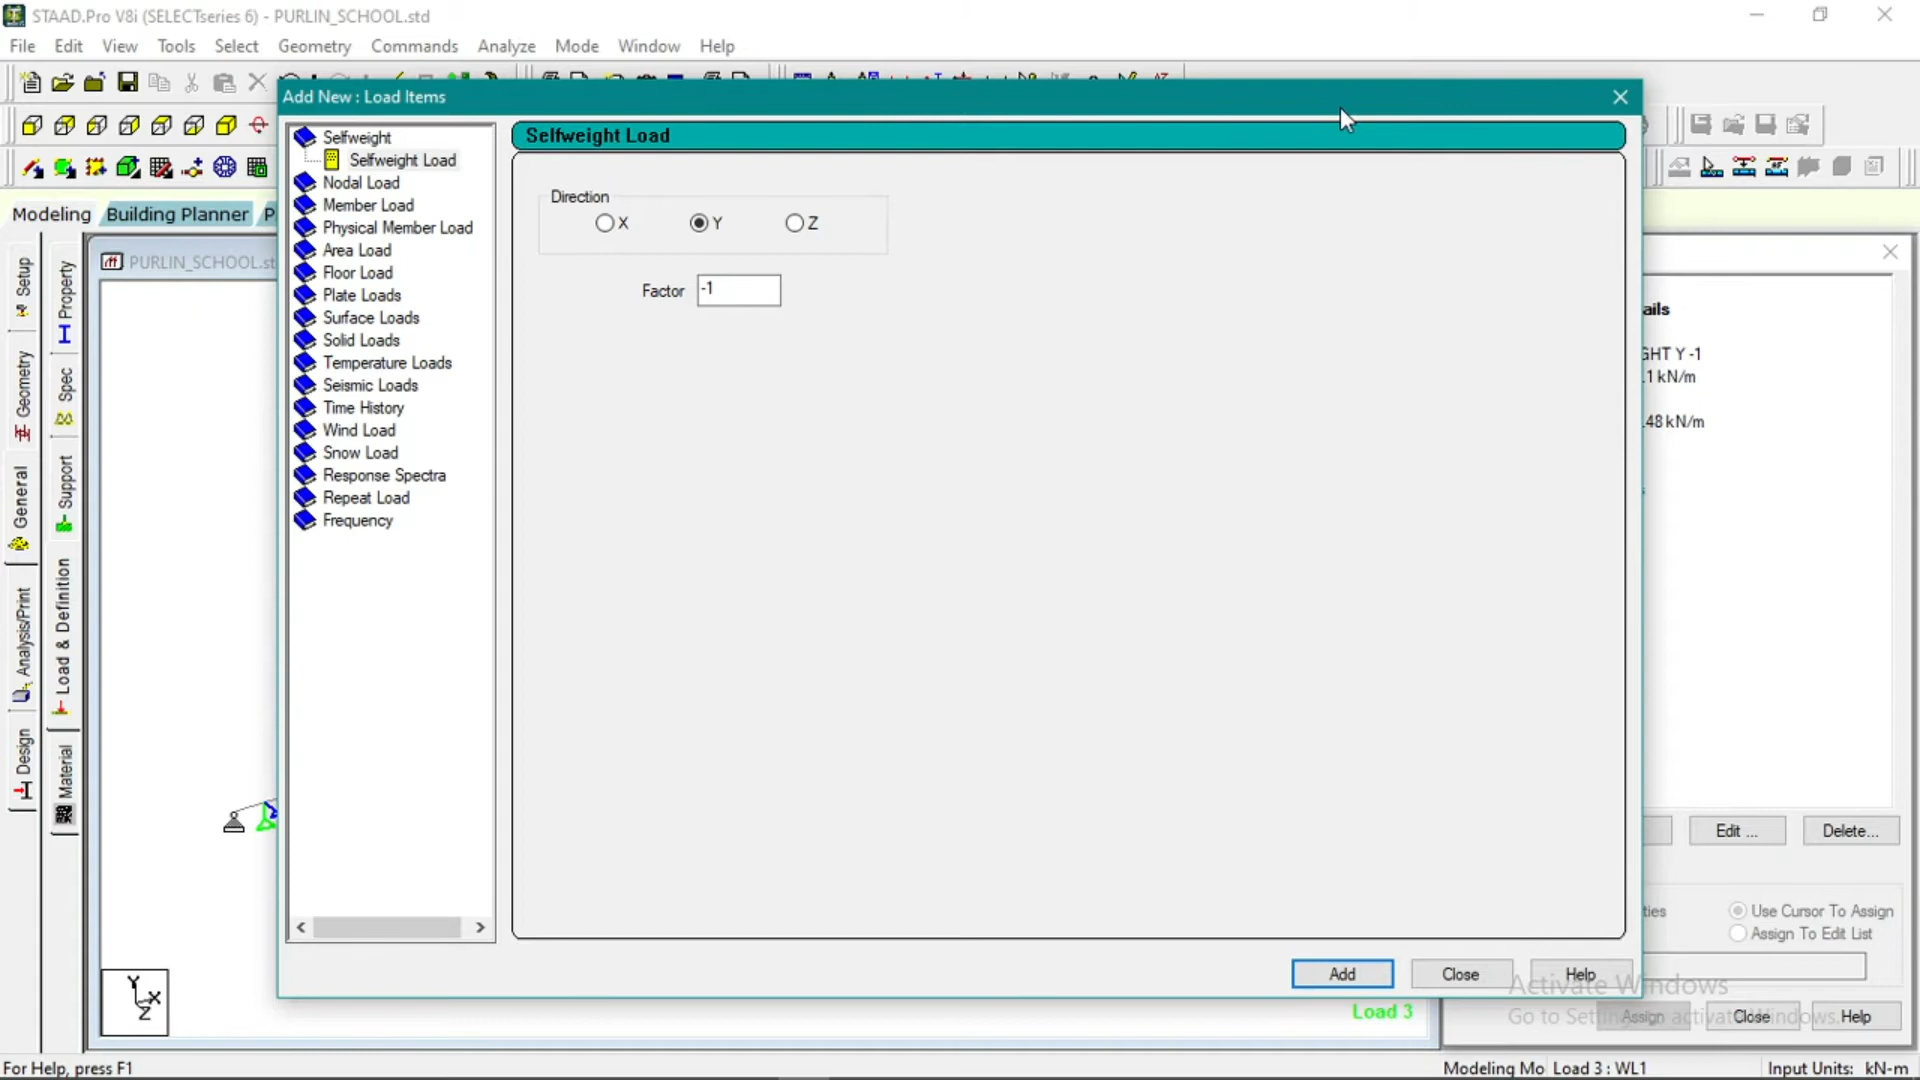 STAAD.Pro V8i (SELECTseries 6) - PURLIN_SCHOOL.std
File Edit View Tools Select Geometry Commands Analyze Mode Window Help
Add New : Load Items
Selfweight
Selfweight Load
Nodal Load
Member Load
Physical Member Load
Area Load
Floor Load
Plate Loads
Surface Loads
Solid Loads
Temperature Loads
Seismic Loads
Time History
Wind Load
Snow Load
Response Spectra
Repeat Load
Frequency
Selfweight Load
Direction
X Y Z
Factor -1
Add Close Help
Modeling Building Planner P
PURLIN_SCHOOL.st
Setup
Geometry
General
Analysis/Print
Design
Property
Spec
Support
Load & Definition
Material
ails
GHT Y -1
.1 kN/m
.48 kN/m
Edit ... Delete...
ties
Use Cursor To Assign
Assign To Edit List
Assign Close Help
Activate Windows
Go to Settings to activate Windows.
Y
X
Z
Load 3
For Help, press F1
Modeling Mo Load 3 : WL1 Input Units: kN-m